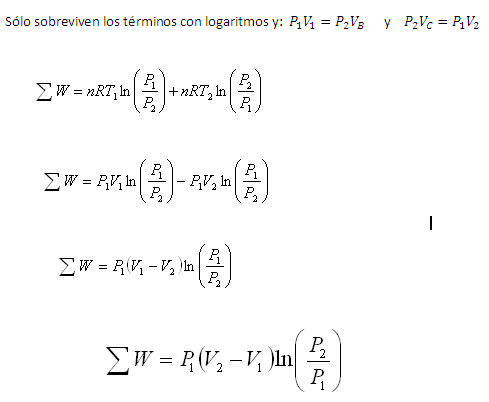 Sólo sobreviven los términos con logaritmos y: P₁V₁ = P₂V_B y P₂V_C = P₁V₂
∑W = nRT₁ ln(P₁/P₂) + nRT₂ ln(P₂/P₁)
∑W = P₁V₁ ln(P₁/P₂) − P₁V₂ ln(P₁/P₂)
∑W = P₁(V₁ − V₂)ln(P₁/P₂)
∑W = P₁(V₂ − V₁)ln(P₂/P₁)